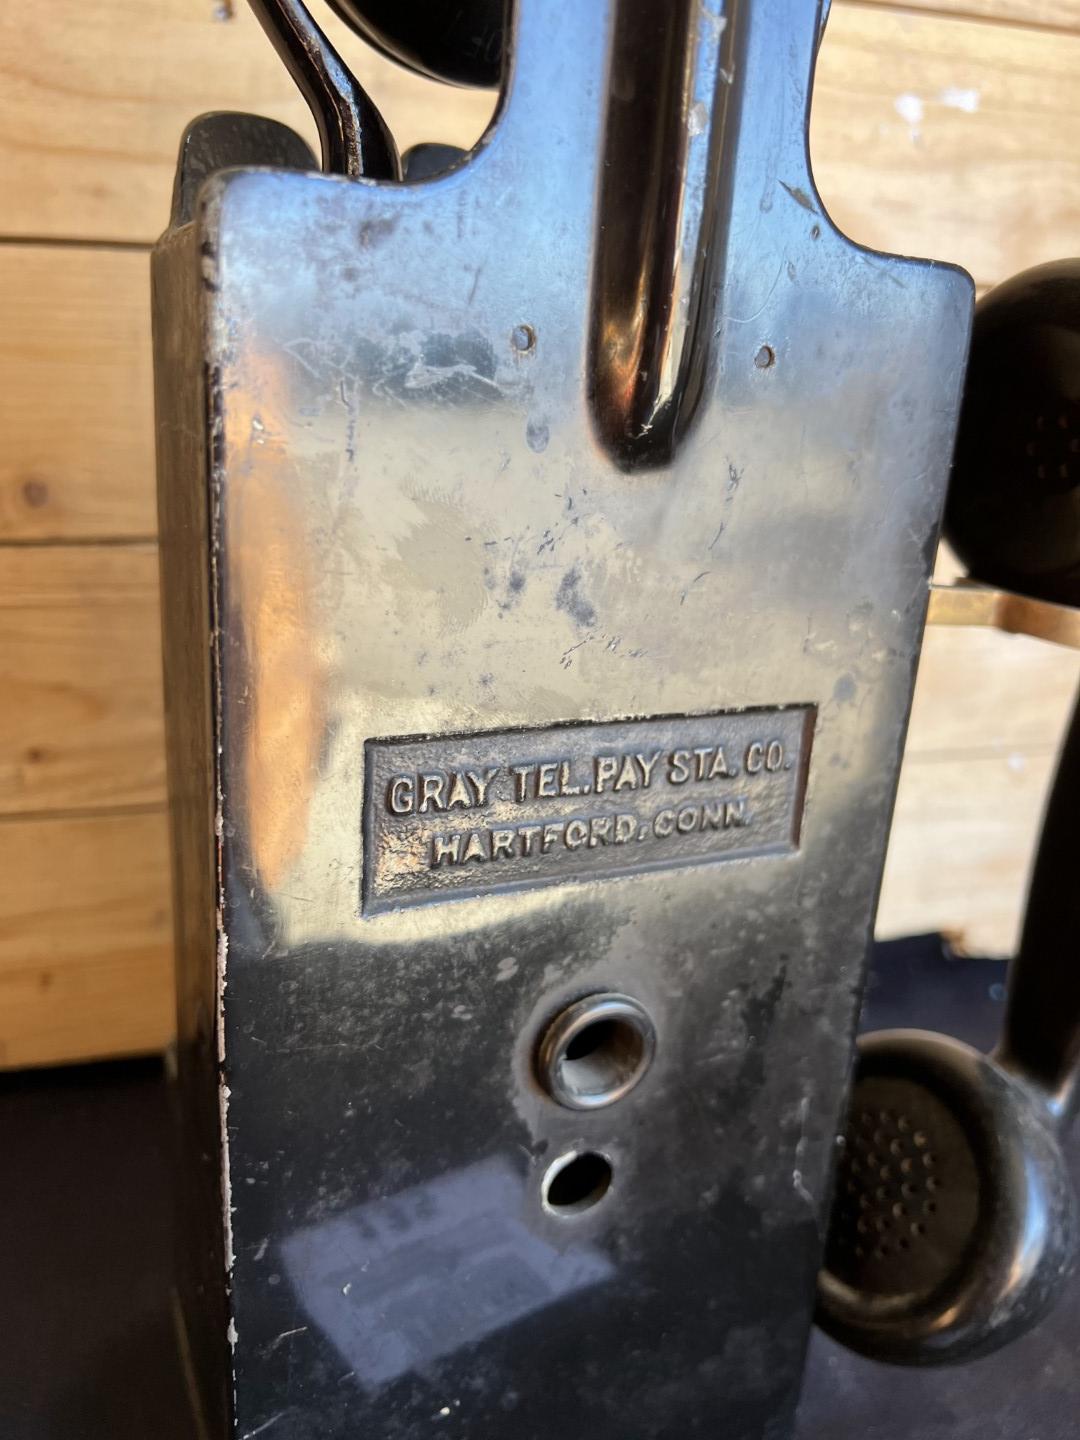 GRAY TEL. PAY STA. CO.
HARTFORD, CONN.